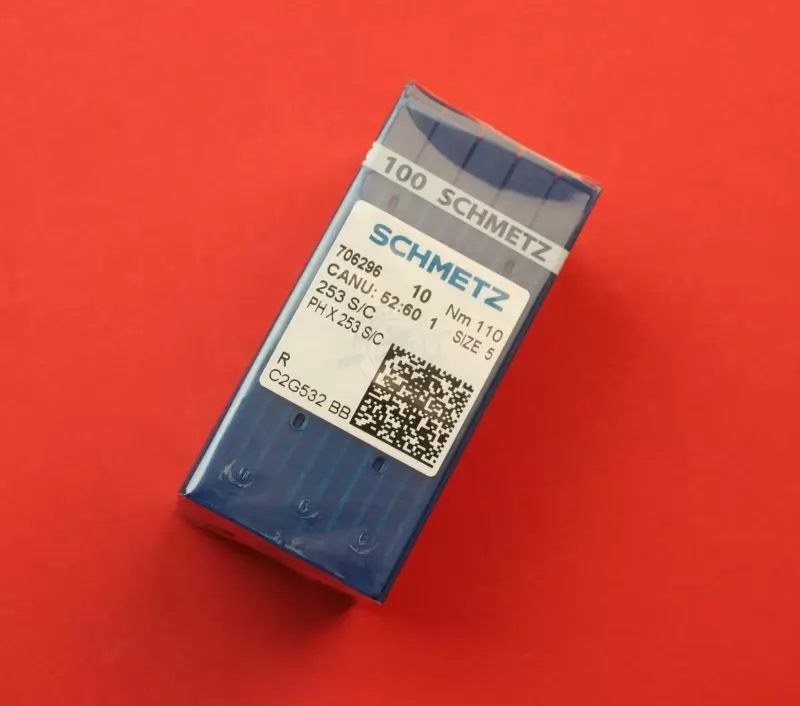 100 SCHMETZ
SCHMETZ
706296 10 Nm 110
CANU: 52:60 1 SIZE 5
253 S/C
PH X 253 S/C
R
C2G532 BB